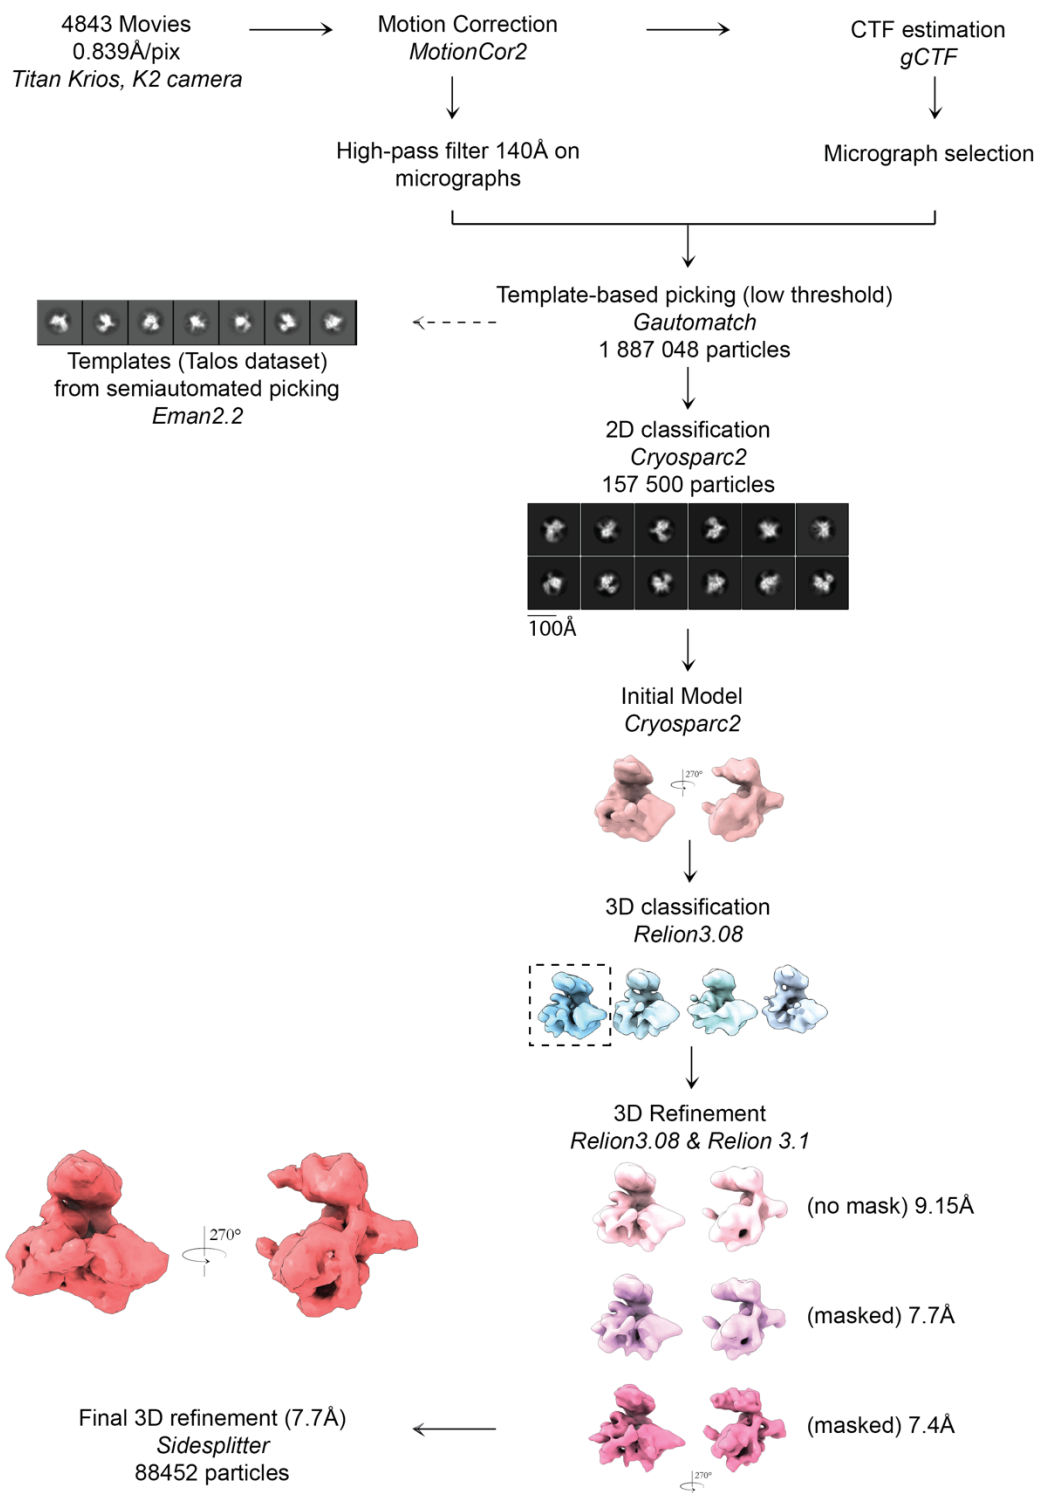 4843 Movies
0.839Å/pix
Titan Krios, K2 camera
Motion Correction
MotionCor2
CTF estimation
gCTF
High-pass filter 140Å on
micrographs
Micrograph selection
Template-based picking (low threshold)
Gautomatch
1 887 048 particles
Templates (Talos dataset)
from semiautomated picking
Eman2.2
2D classification
Cryosparc2
157 500 particles
100Å
Initial Model
Cryosparc2
270°
3D classification
Relion3.08
3D Refinement
Relion3.08 & Relion 3.1
(no mask) 9.15Å
(masked) 7.7Å
(masked) 7.4Å
270°
270°
Final 3D refinement (7.7Å)
Sidesplitter
88452 particles